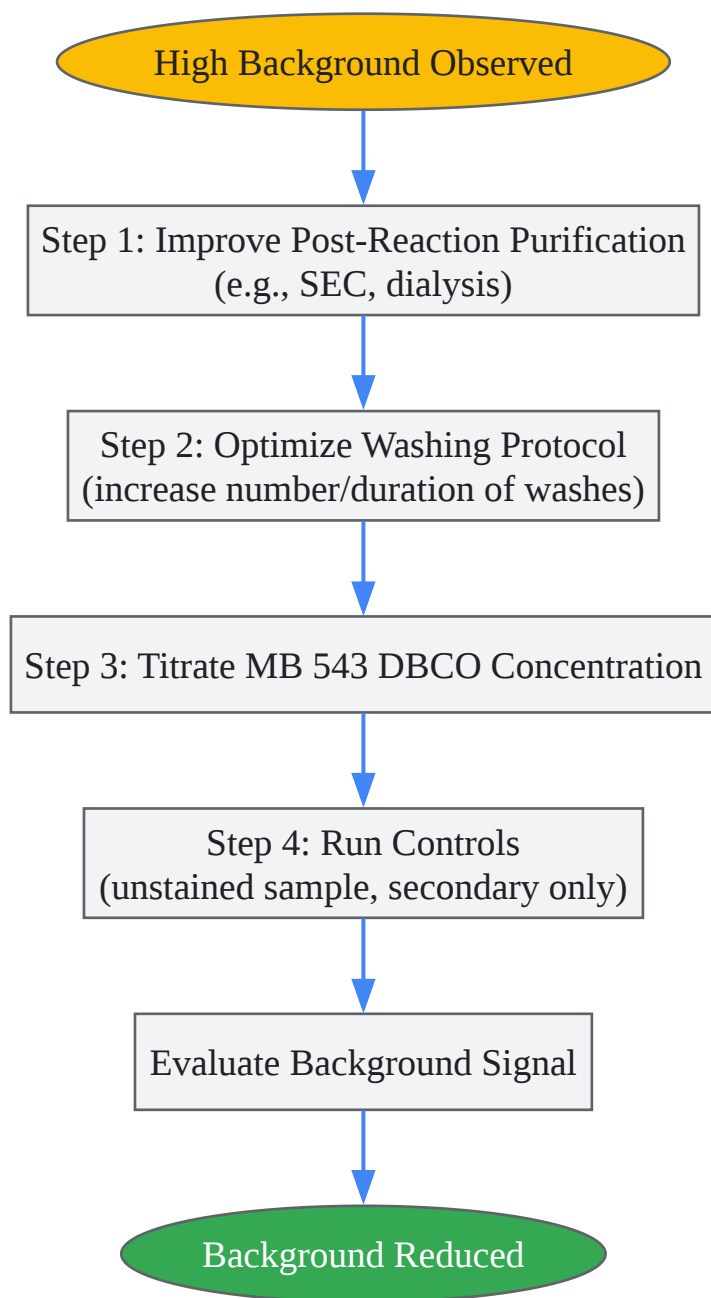 High Background Observed
Step 1: Improve Post-Reaction Purification
(e.g., SEC, dialysis)
Step 2: Optimize Washing Protocol
(increase number/duration of washes)
Step 3: Titrate MB 543 DBCO Concentration
Step 4: Run Controls
(unstained sample, secondary only)
Evaluate Background Signal
Background Reduced